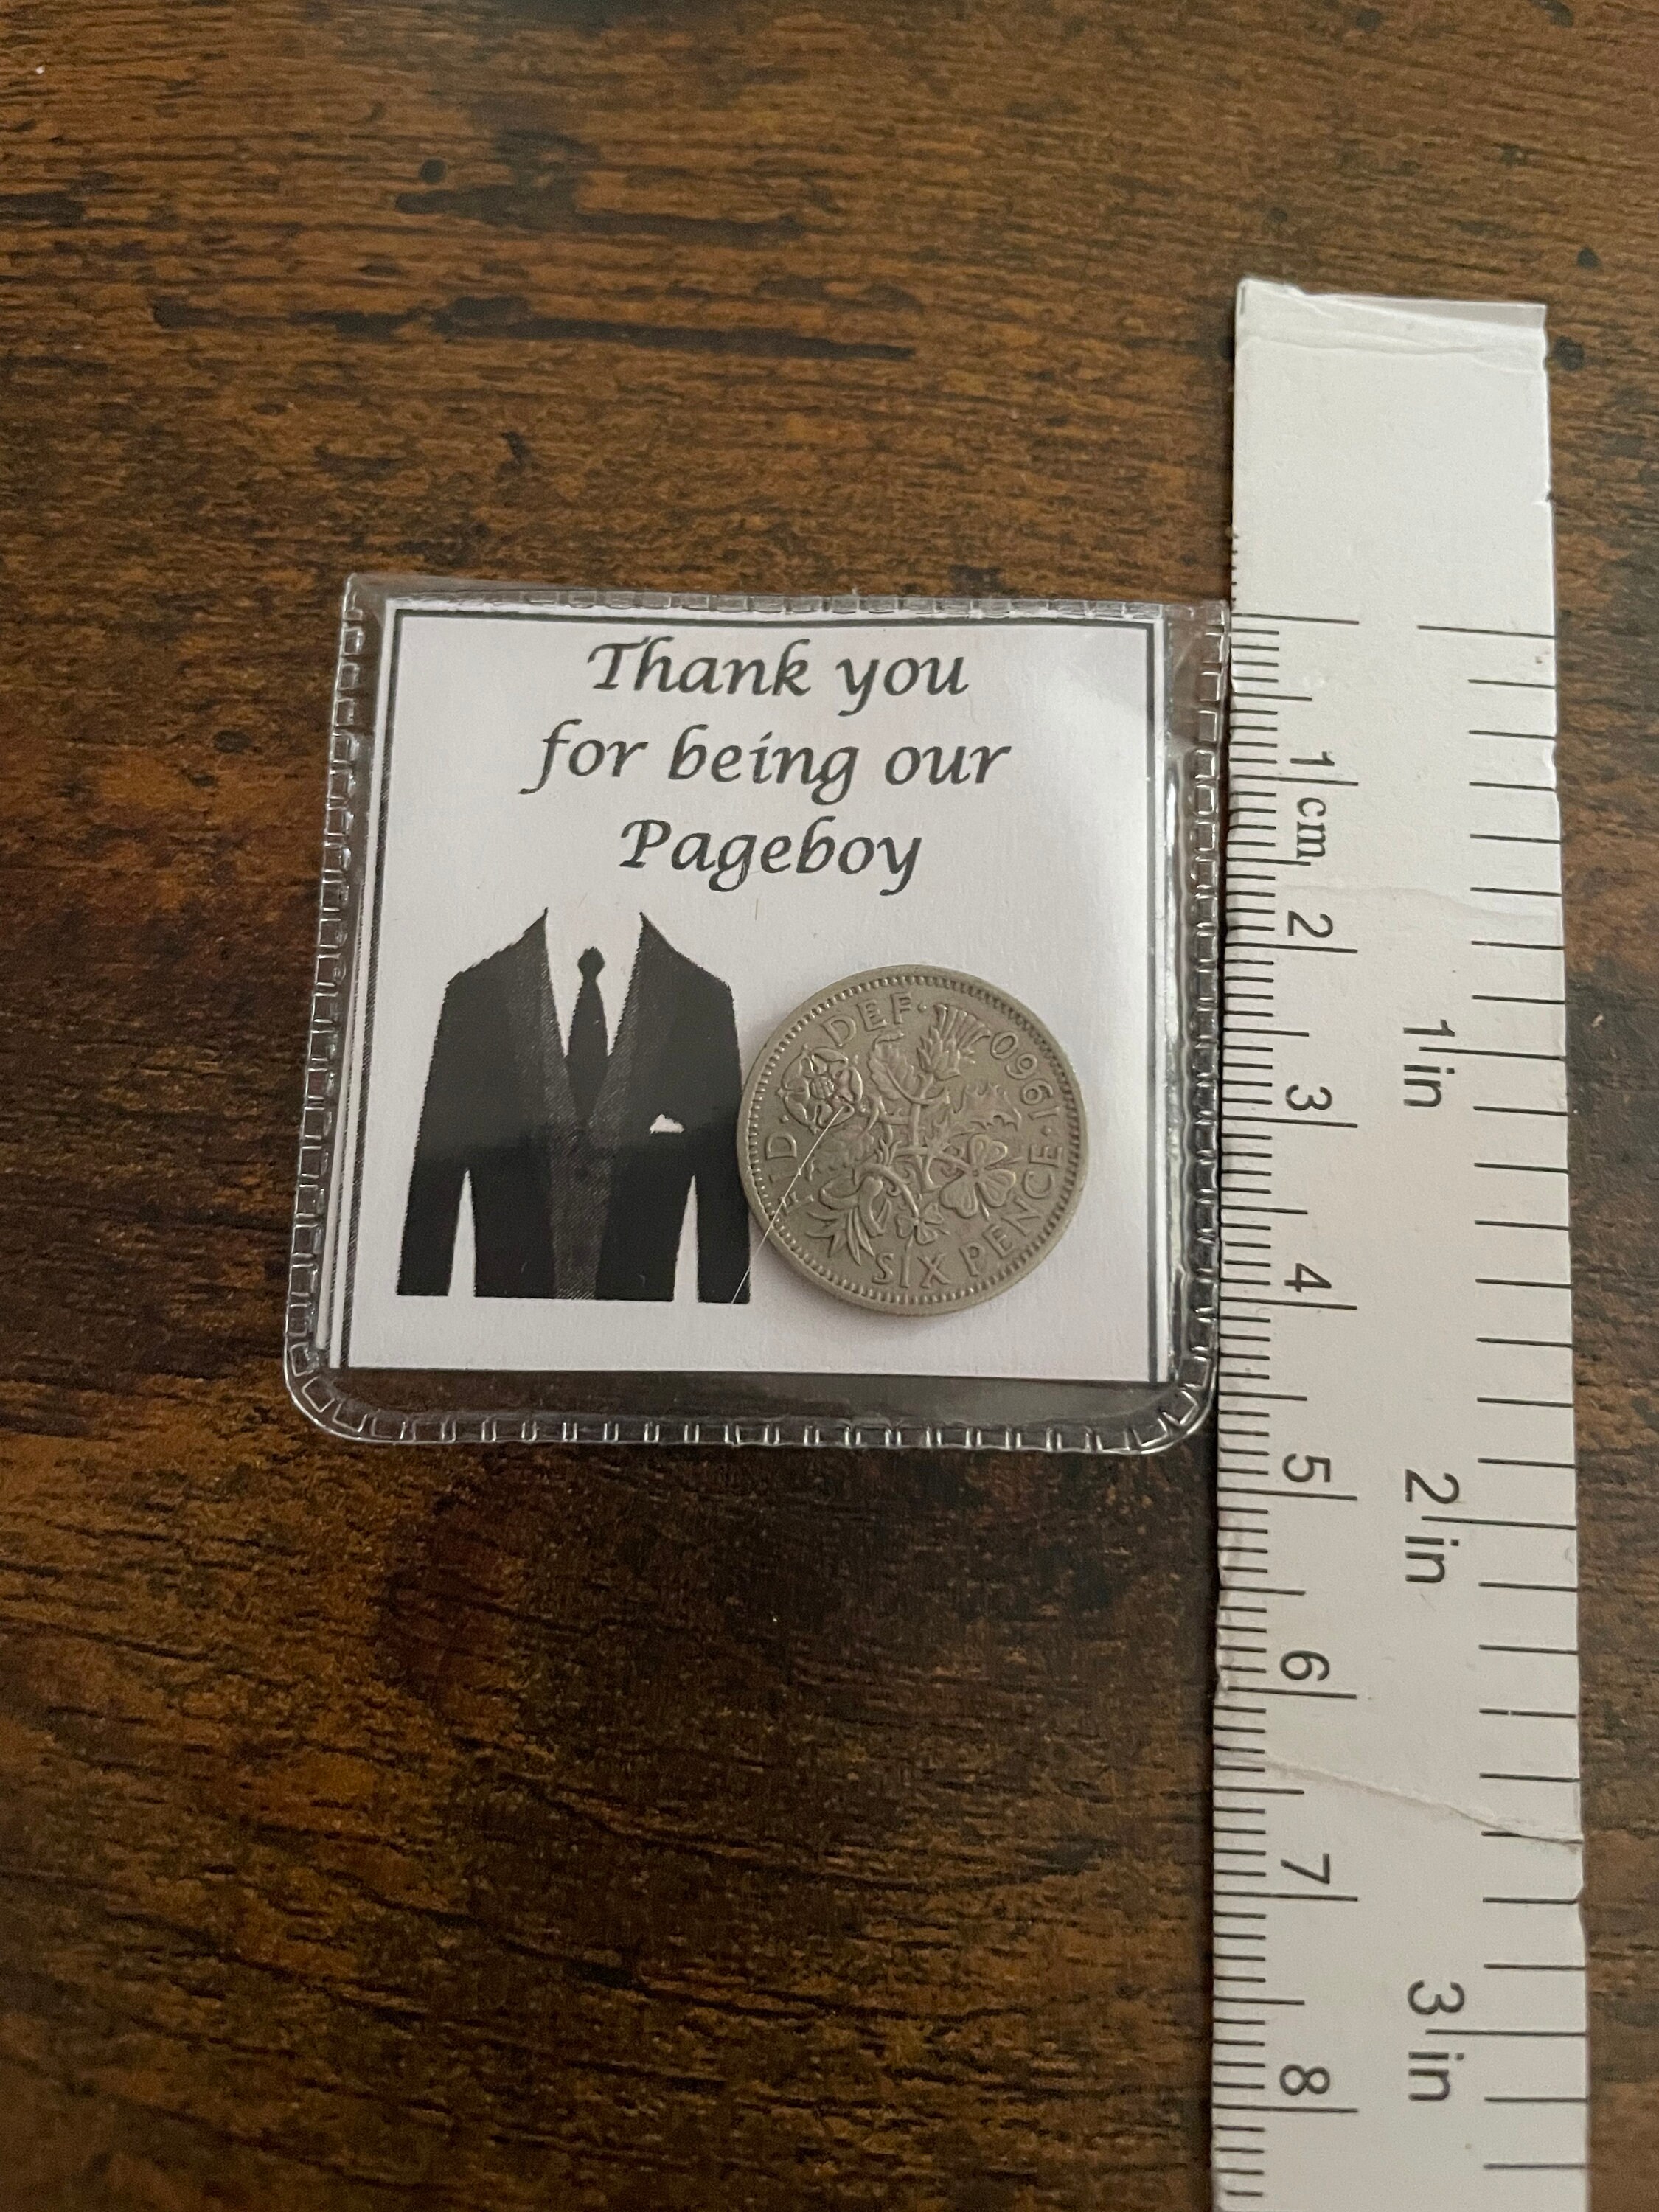 Thank you
for being our
Pageboy
FID DEF · 1960 ·
SIX PENCE
1 cm
2
3
4
5
6
7
8
1 in
2 in
3 in